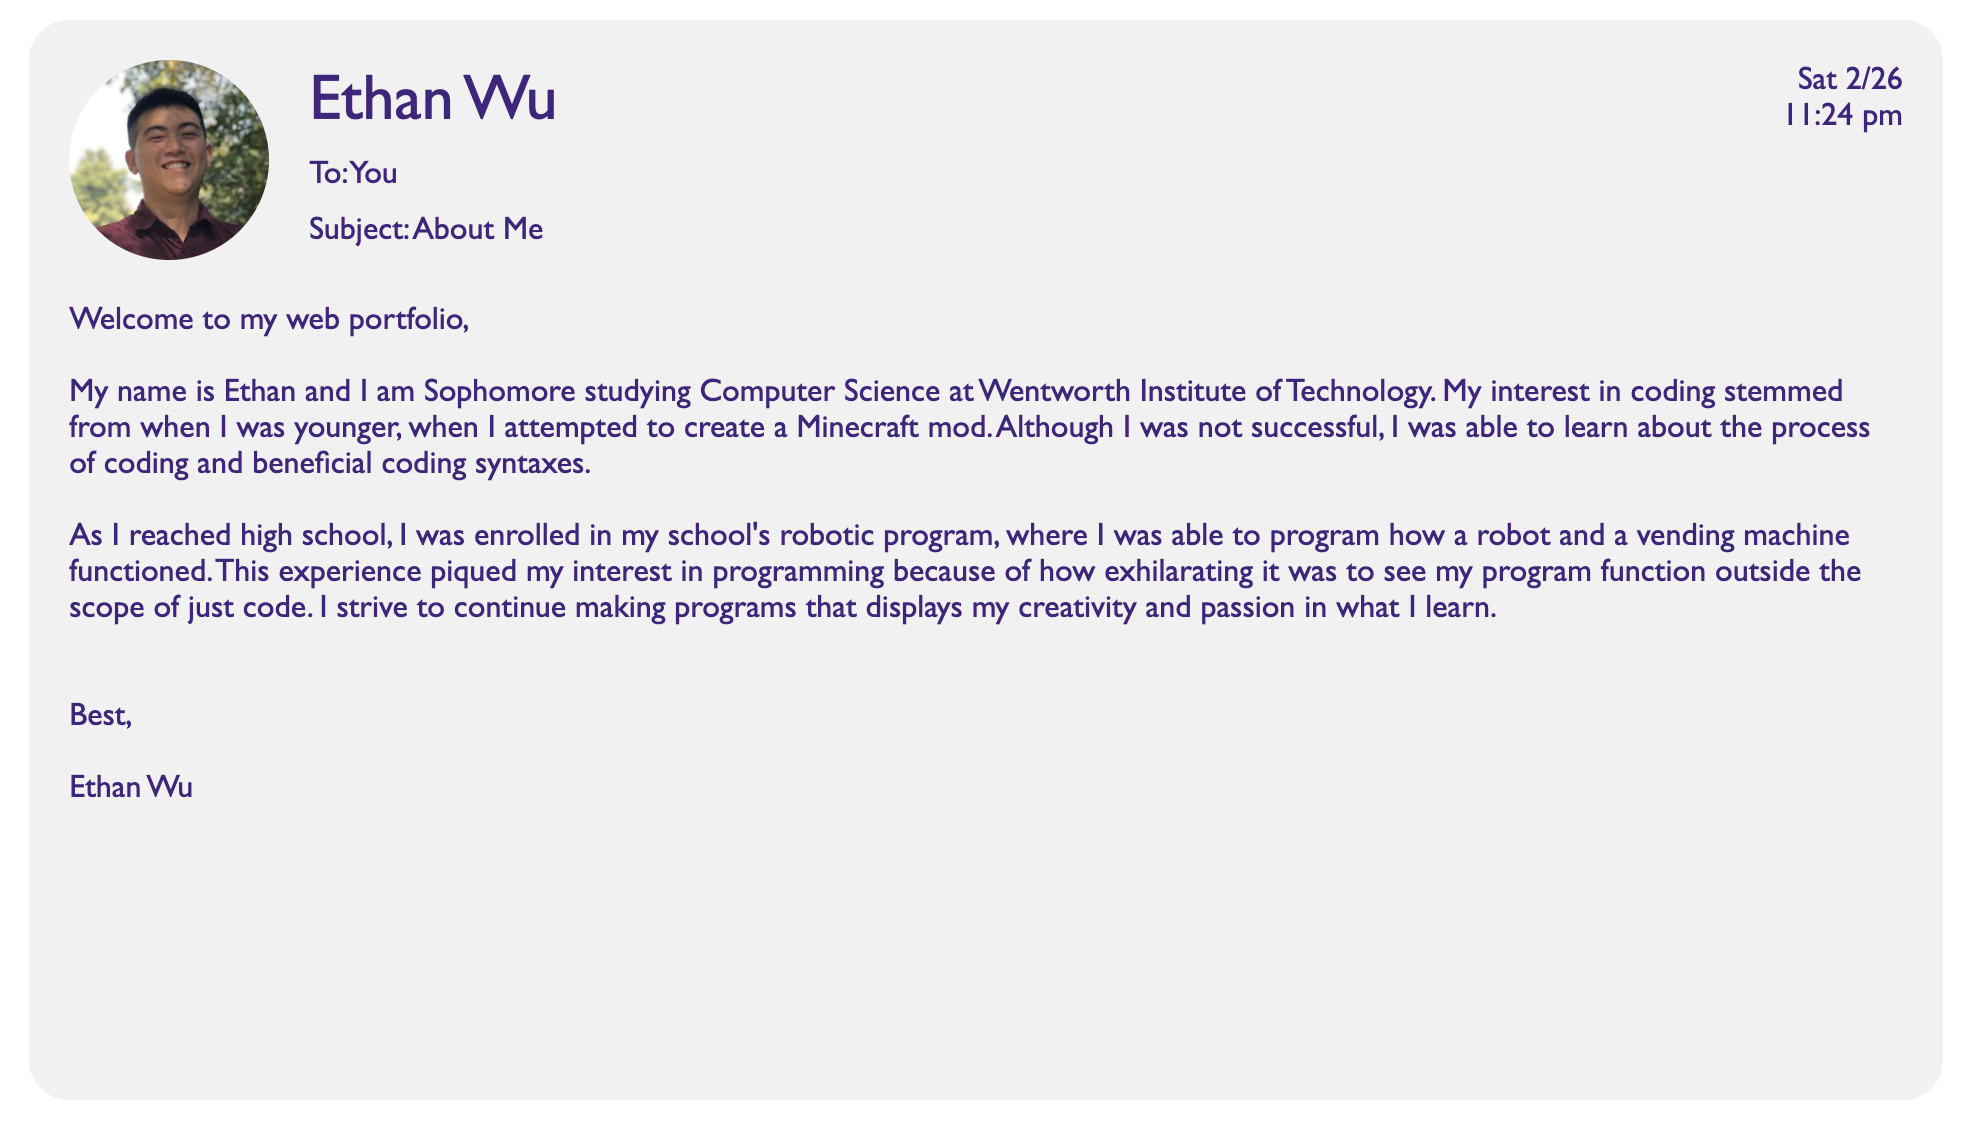 Ethan Wu
Sat 2/26
11:24 pm
To: You
Subject: About Me
Welcome to my web portfolio,
My name is Ethan and I am Sophomore studying Computer Science at Wentworth Institute of Technology. My interest in coding stemmed
from when I was younger, when I attempted to create a Minecraft mod. Although I was not successful, I was able to learn about the process
of coding and beneficial coding syntaxes.
As I reached high school, I was enrolled in my school's robotic program, where I was able to program how a robot and a vending machine
functioned. This experience piqued my interest in programming because of how exhilarating it was to see my program function outside the
scope of just code. I strive to continue making programs that displays my creativity and passion in what I learn.
Best,
Ethan Wu